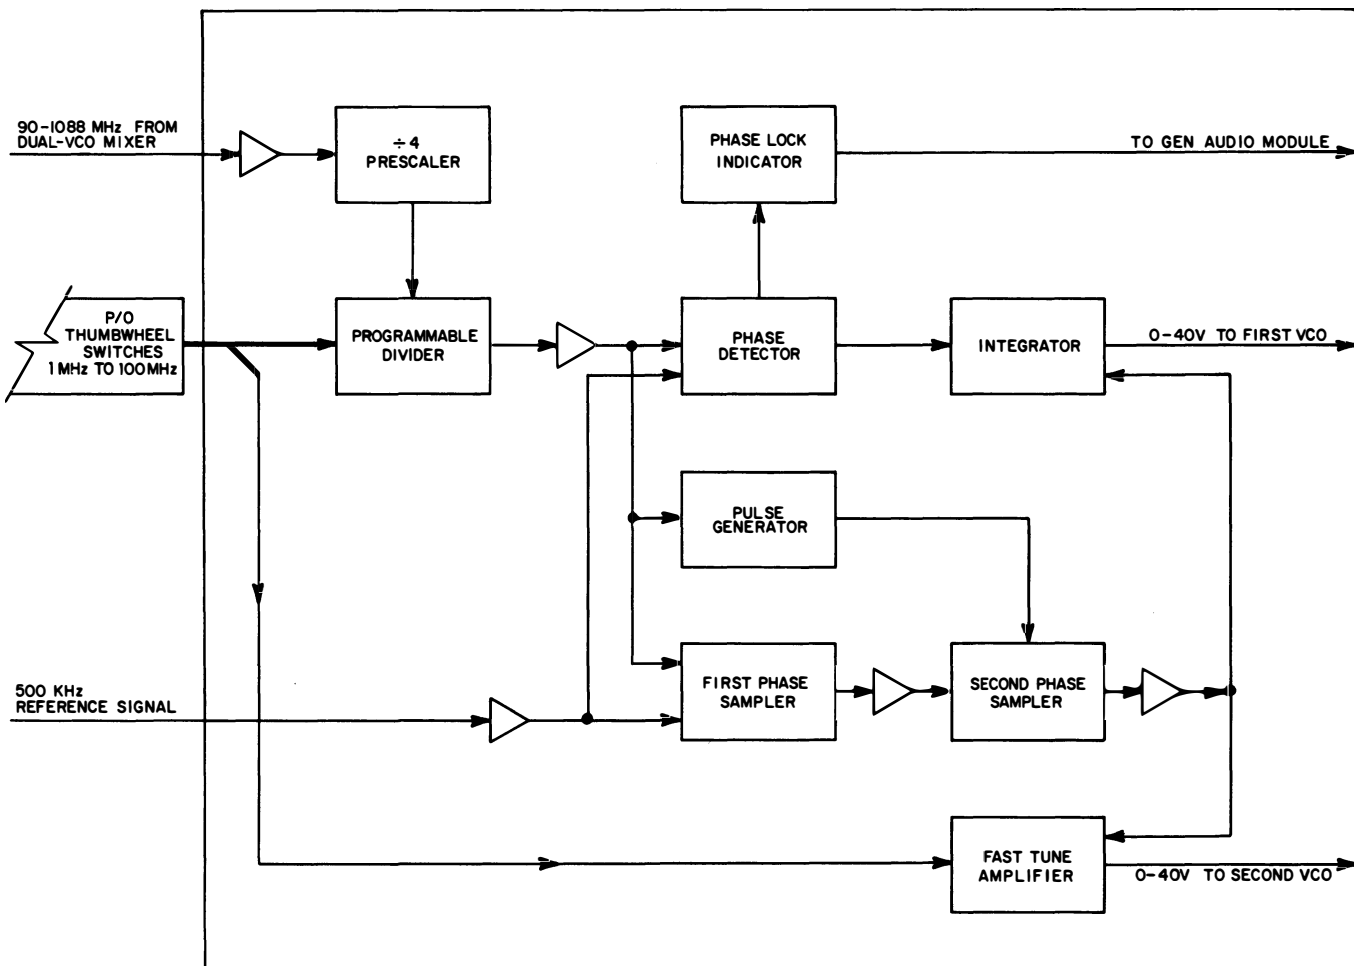 90-1088 MHz FROM
DUAL-VCO MIXER
÷4
PRESCALER
PHASE LOCK
INDICATOR
TO GEN AUDIO MODULE
P/O
THUMBWHEEL
SWITCHES
1 MHz TO 100MHz
PROGRAMMABLE
DIVIDER
PHASE
DETECTOR
INTEGRATOR
0-40V TO FIRST VCO
PULSE
GENERATOR
500 KHz
REFERENCE SIGNAL
FIRST PHASE
SAMPLER
SECOND PHASE
SAMPLER
FAST TUNE
AMPLIFIER
0-40V TO SECOND VCO